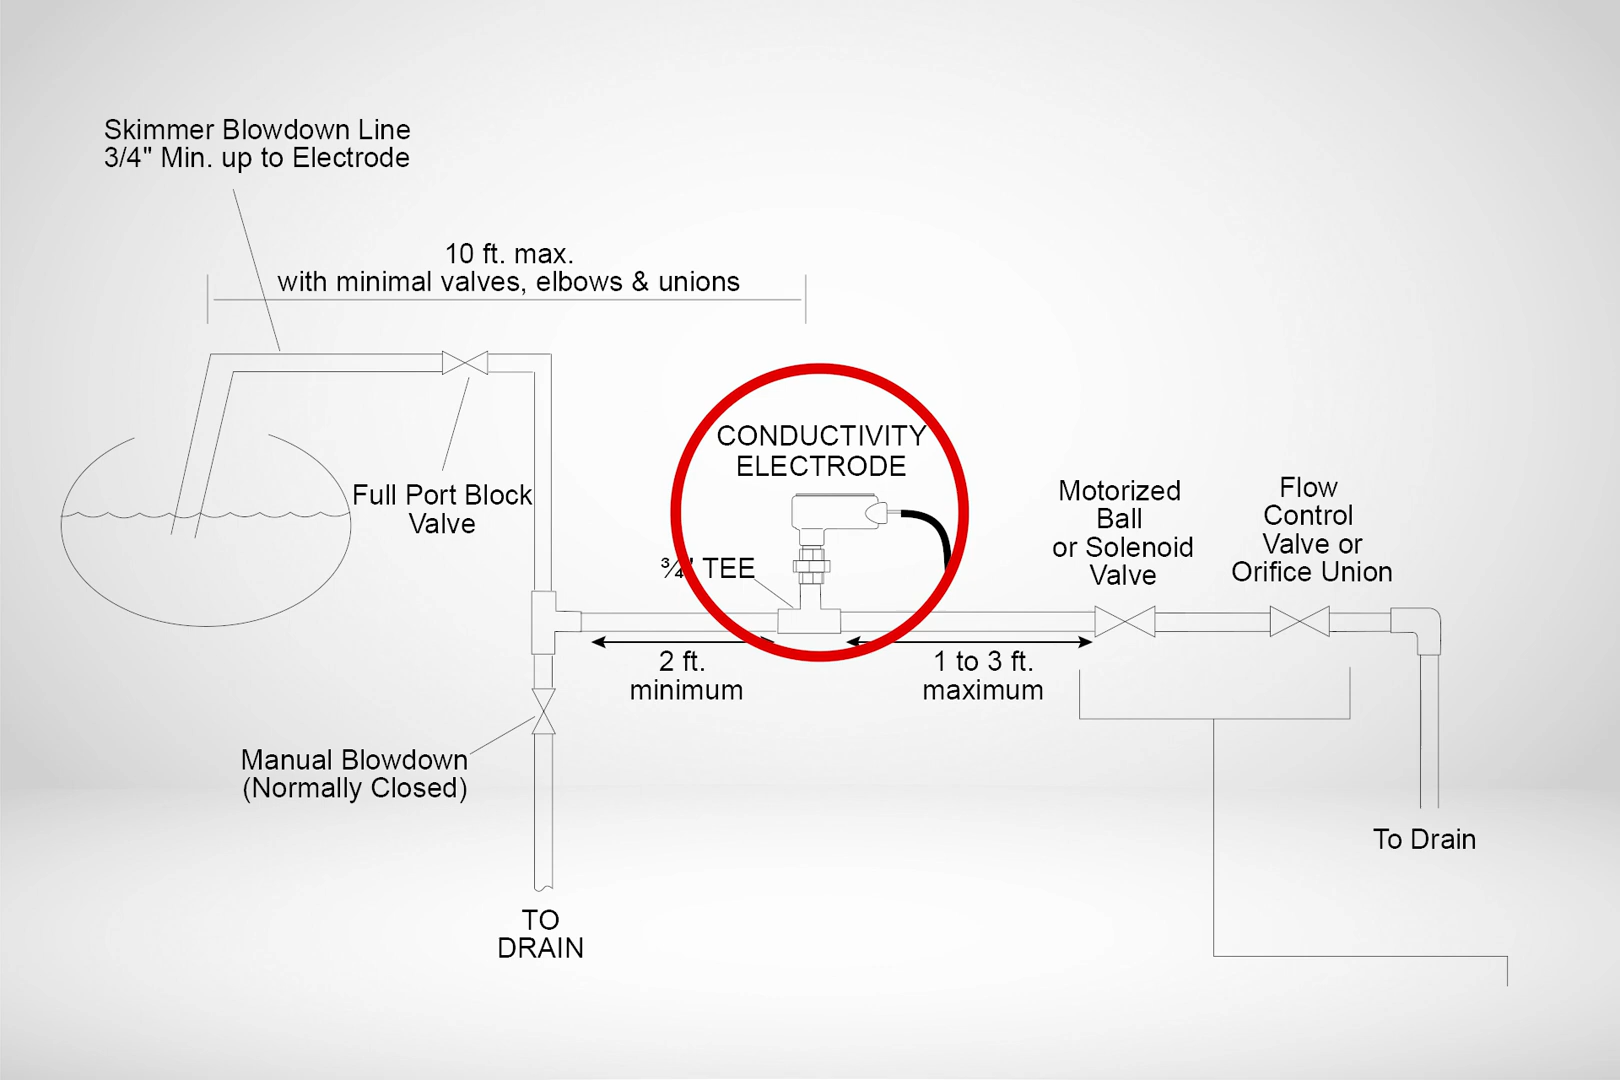 Skimmer Blowdown Line
3/4" Min. up to Electrode
10 ft. max.
with minimal valves, elbows & unions
CONDUCTIVITY
ELECTRODE
Full Port Block
Valve
¾" TEE
Motorized
Ball
or Solenoid
Valve
Flow
Control
Valve or
Orifice Union
2 ft.
minimum
1 to 3 ft.
maximum
Manual Blowdown
(Normally Closed)
To Drain
TO
DRAIN